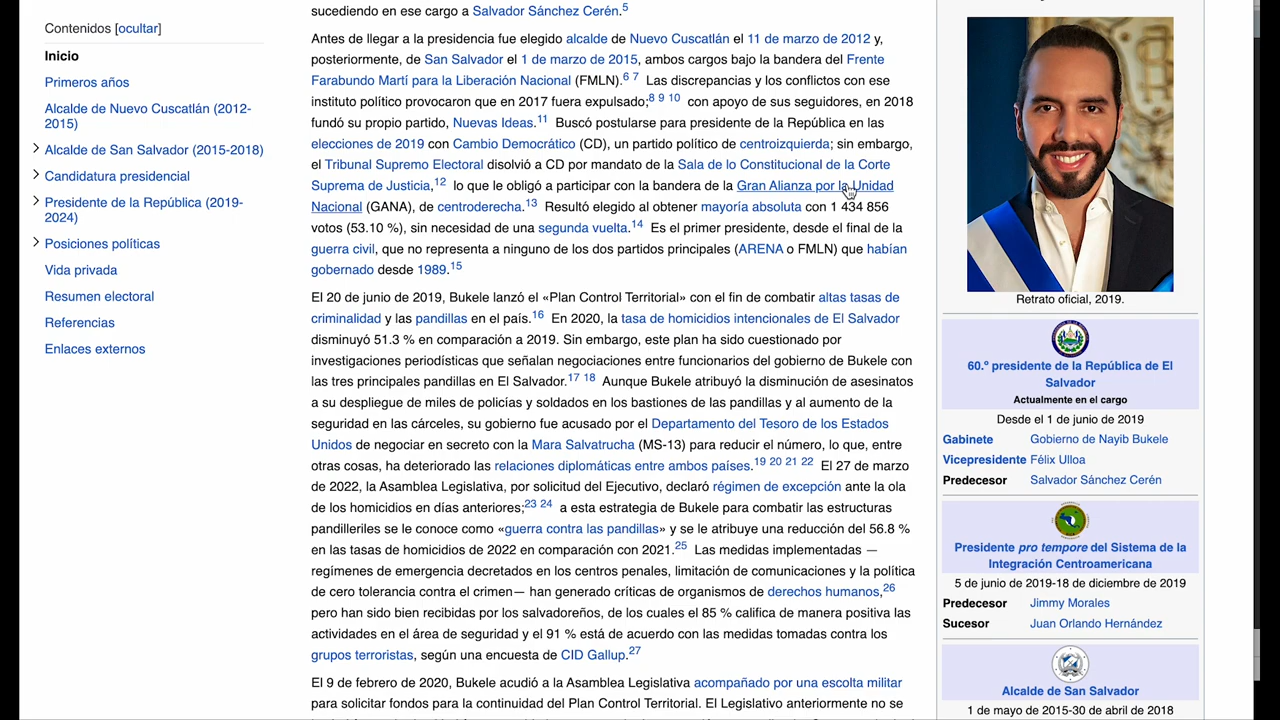 sucediendo en ese cargo a Salvador Sánchez Cerén.5
Contenidos [ocultar]
Inicio
Primeros años
Alcalde de Nuevo Cuscatlán (2012-
2015)
Alcalde de San Salvador (2015-2018)
Candidatura presidencial
Presidente de la República (2019-
2024)
Posiciones políticas
Vida privada
Resumen electoral
Referencias
Enlaces externos
Antes de llegar a la presidencia fue elegido alcalde de Nuevo Cuscatlán el 11 de marzo de 2012 y,
posteriormente, de San Salvador el 1 de marzo de 2015, ambos cargos bajo la bandera del Frente
Farabundo Martí para la Liberación Nacional (FMLN).6 7 Las discrepancias y los conflictos con ese
instituto político provocaron que en 2017 fuera expulsado;8 9 10 con apoyo de sus seguidores, en 2018
fundó su propio partido, Nuevas Ideas.11 Buscó postularse para presidente de la República en las
elecciones de 2019 con Cambio Democrático (CD), un partido político de centroizquierda; sin embargo,
el Tribunal Supremo Electoral disolvió a CD por mandato de la Sala de lo Constitucional de la Corte
Suprema de Justicia,12 lo que le obligó a participar con la bandera de la Gran Alianza por la Unidad
Nacional (GANA), de centroderecha.13 Resultó elegido al obtener mayoría absoluta con 1 434 856
votos (53.10 %), sin necesidad de una segunda vuelta.14 Es el primer presidente, desde el final de la
guerra civil, que no representa a ninguno de los dos partidos principales (ARENA o FMLN) que habían
gobernado desde 1989.15
El 20 de junio de 2019, Bukele lanzó el «Plan Control Territorial» con el fin de combatir altas tasas de
criminalidad y las pandillas en el país.16 En 2020, la tasa de homicidios intencionales de El Salvador
disminuyó 51.3 % en comparación a 2019. Sin embargo, este plan ha sido cuestionado por
investigaciones periodísticas que señalan negociaciones entre funcionarios del gobierno de Bukele con
las tres principales pandillas en El Salvador.17 18 Aunque Bukele atribuyó la disminución de asesinatos
a su despliegue de miles de policías y soldados en los bastiones de las pandillas y al aumento de la
seguridad en las cárceles, su gobierno fue acusado por el Departamento del Tesoro de los Estados
Unidos de negociar en secreto con la Mara Salvatrucha (MS-13) para reducir el número, lo que, entre
otras cosas, ha deteriorado las relaciones diplomáticas entre ambos países.19 20 21 22 El 27 de marzo
de 2022, la Asamblea Legislativa, por solicitud del Ejecutivo, declaró régimen de excepción ante la ola
de los homicidios en días anteriores;23 24 a esta estrategia de Bukele para combatir las estructuras
pandilleriles se le conoce como «guerra contra las pandillas» y se le atribuye una reducción del 56.8 %
en las tasas de homicidios de 2022 en comparación con 2021.25 Las medidas implementadas —
regímenes de emergencia decretados en los centros penales, limitación de comunicaciones y la política
de cero tolerancia contra el crimen— han generado críticas de organismos de derechos humanos,26
pero han sido bien recibidas por los salvadoreños, de los cuales el 85 % califica de manera positiva las
actividades en el área de seguridad y el 91 % está de acuerdo con las medidas tomadas contra los
grupos terroristas, según una encuesta de CID Gallup.27
El 9 de febrero de 2020, Bukele acudió a la Asamblea Legislativa acompañado por una escolta militar
para solicitar fondos para la continuidad del Plan Control Territorial. El Legislativo anteriormente no se
Retrato oficial, 2019.
60.º presidente de la República de El
Salvador
Actualmente en el cargo
Desde el 1 de junio de 2019
Gabinete Gobierno de Nayib Bukele
Vicepresidente Félix Ulloa
Predecesor Salvador Sánchez Cerén
Presidente pro tempore del Sistema de la
Integración Centroamericana
5 de junio de 2019-18 de diciembre de 2019
Predecesor Jimmy Morales
Sucesor Juan Orlando Hernández
Alcalde de San Salvador
1 de mayo de 2015-30 de abril de 2018